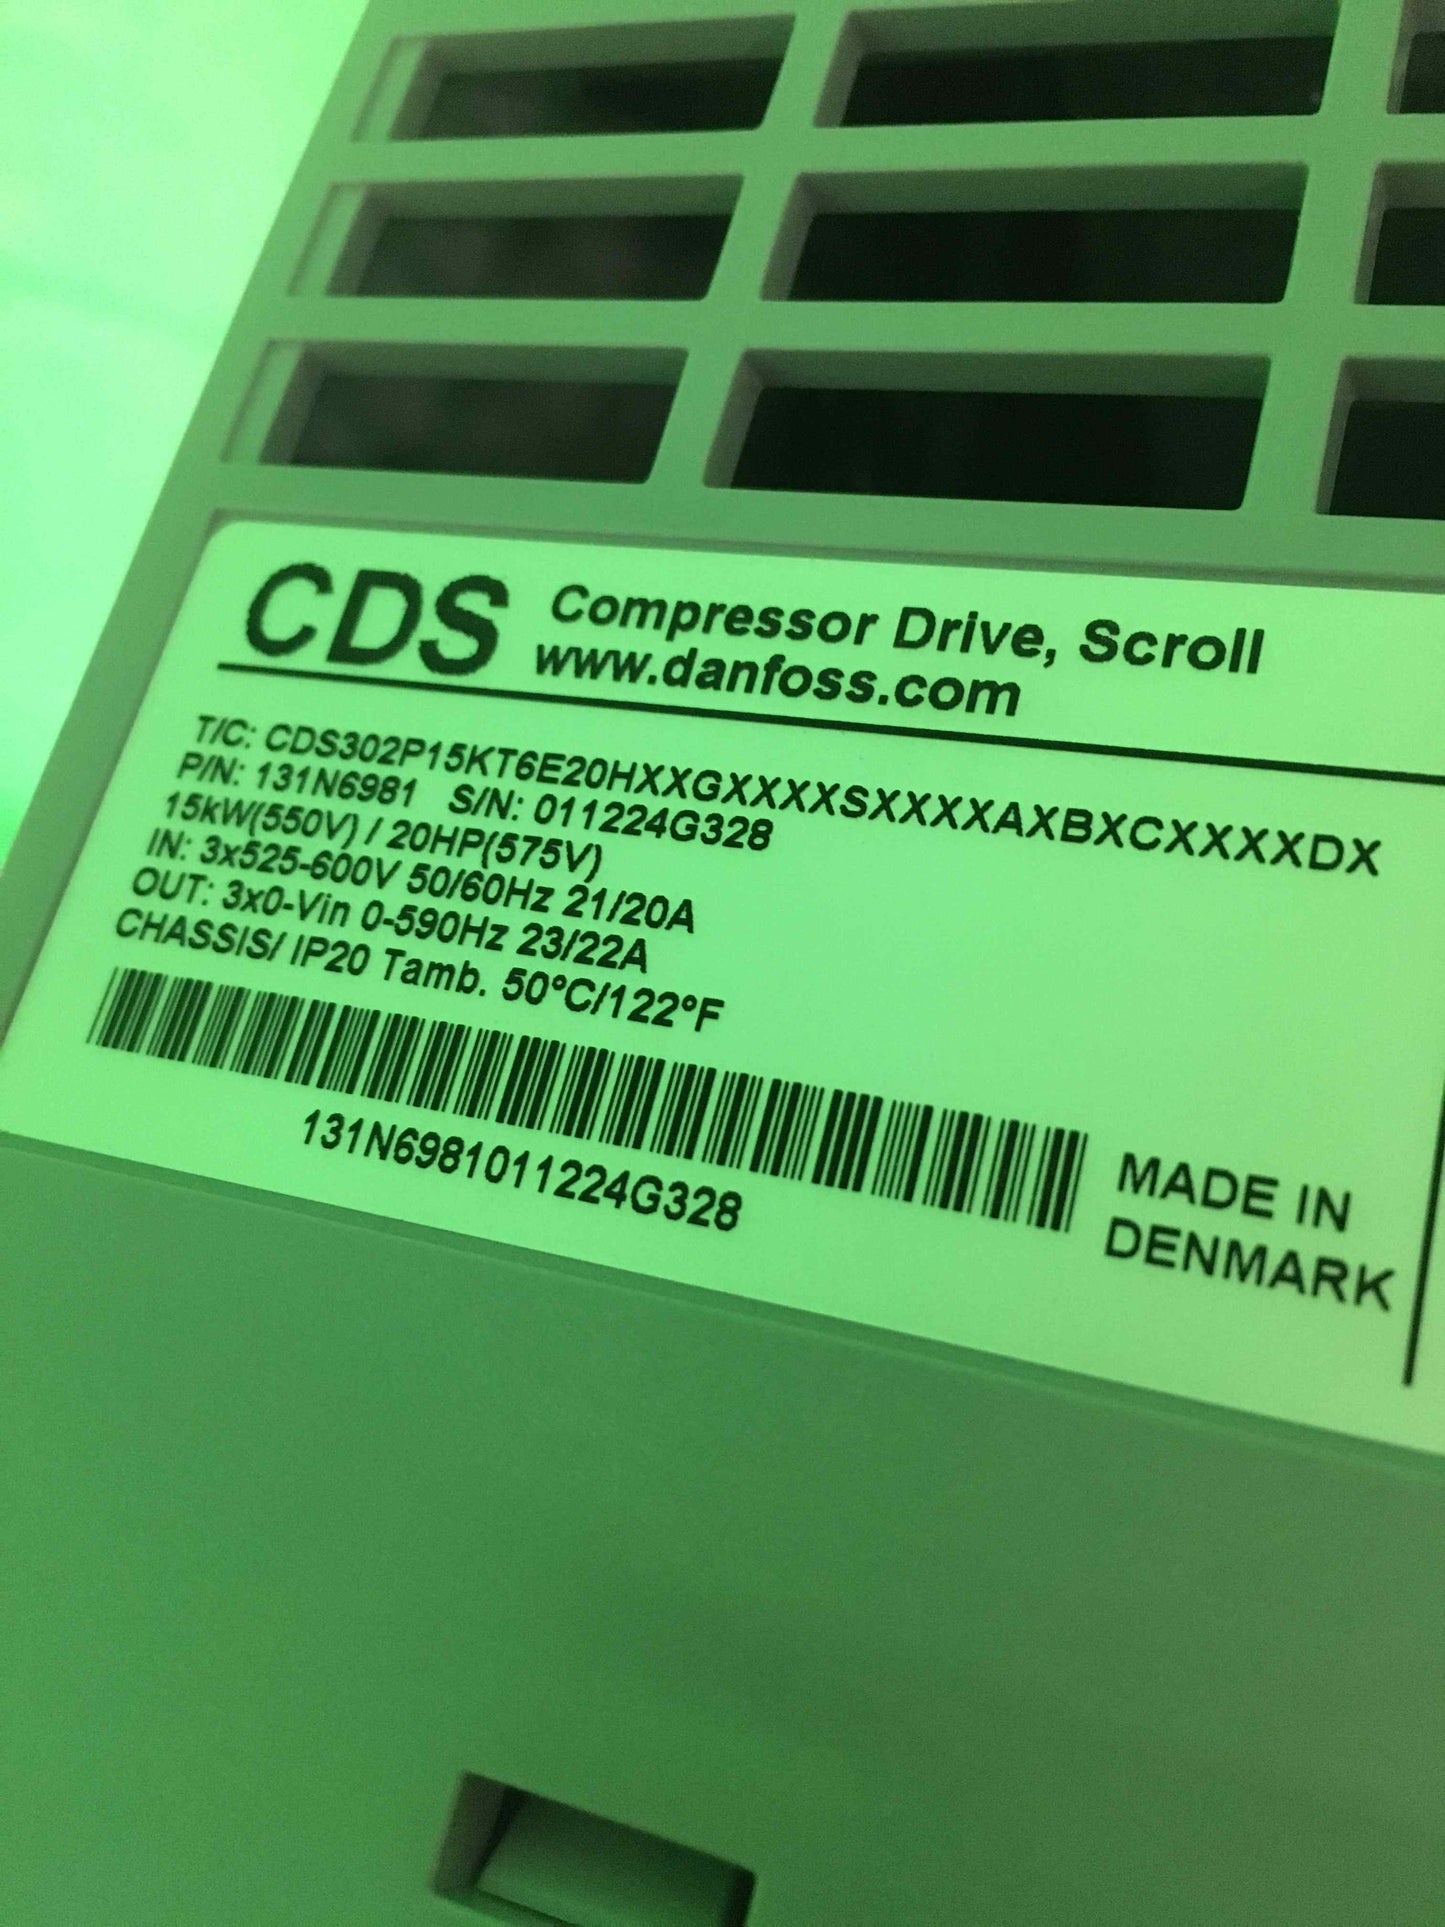 CDS Compressor Drive, Scroll
www.danfoss.com
T/C: CDS302P15KT6E20HXXGXXXXSXXXXAXBXCXXXXDX
P/N: 131N6981 S/N: 011224G328
15kW(550V) / 20HP(575V)
IN: 3x525-600V 50/60Hz 21/20A
OUT: 3x0-Vin 0-590Hz 23/22A
CHASSIS/ IP20 Tamb. 50°C/122°F
131N6981011224G328
MADE IN
DENMARK